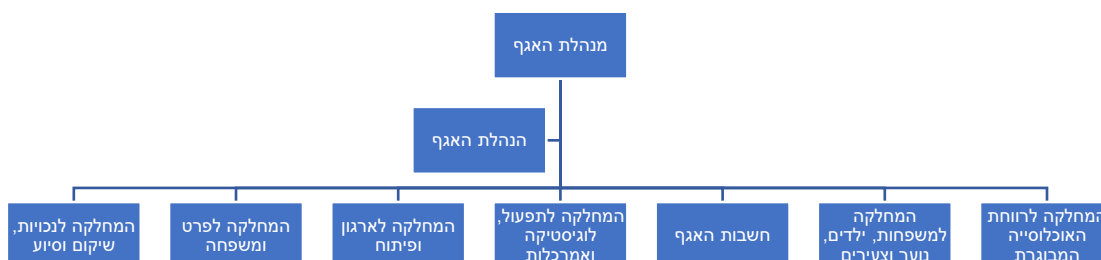 מנהלת האגף
הנהלת האגף
המחלקה לרווחת
האוכלוסייה
המבוגרת
המחלקה
למשפחות, ילדים,
נוער וצעירים
חשבות האגף
המחלקה לתפעול,
לוגיסטיקה
ואמרכלות
המחלקה לארגון
ופיתוח
המחלקה לפרט
ומשפחה
המחלקה לנכויות,
שיקום וסיוע